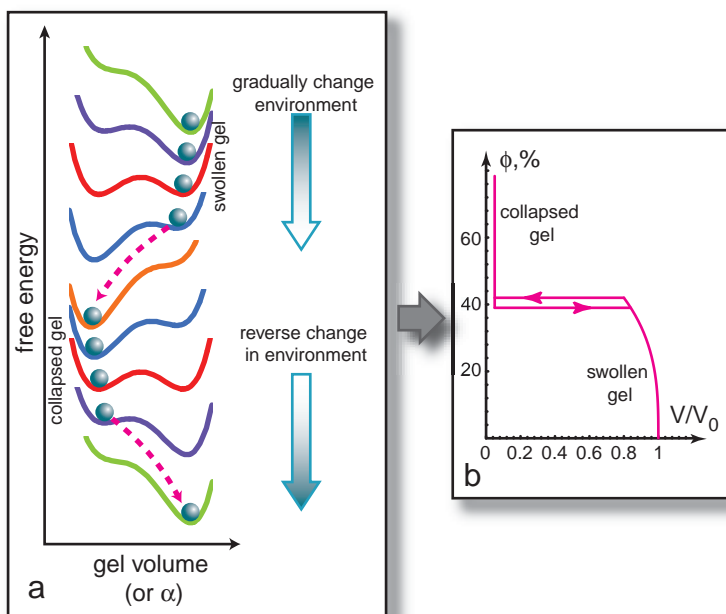 free energy
gradually change
environment
swollen gel
collapsed gel
reverse change
in environment
gel volume
(or α)
a
ϕ,%
collapsed
gel
60
40
20
swollen
gel
V/V₀
0 0.2 0.4 0.6 0.8 1
b